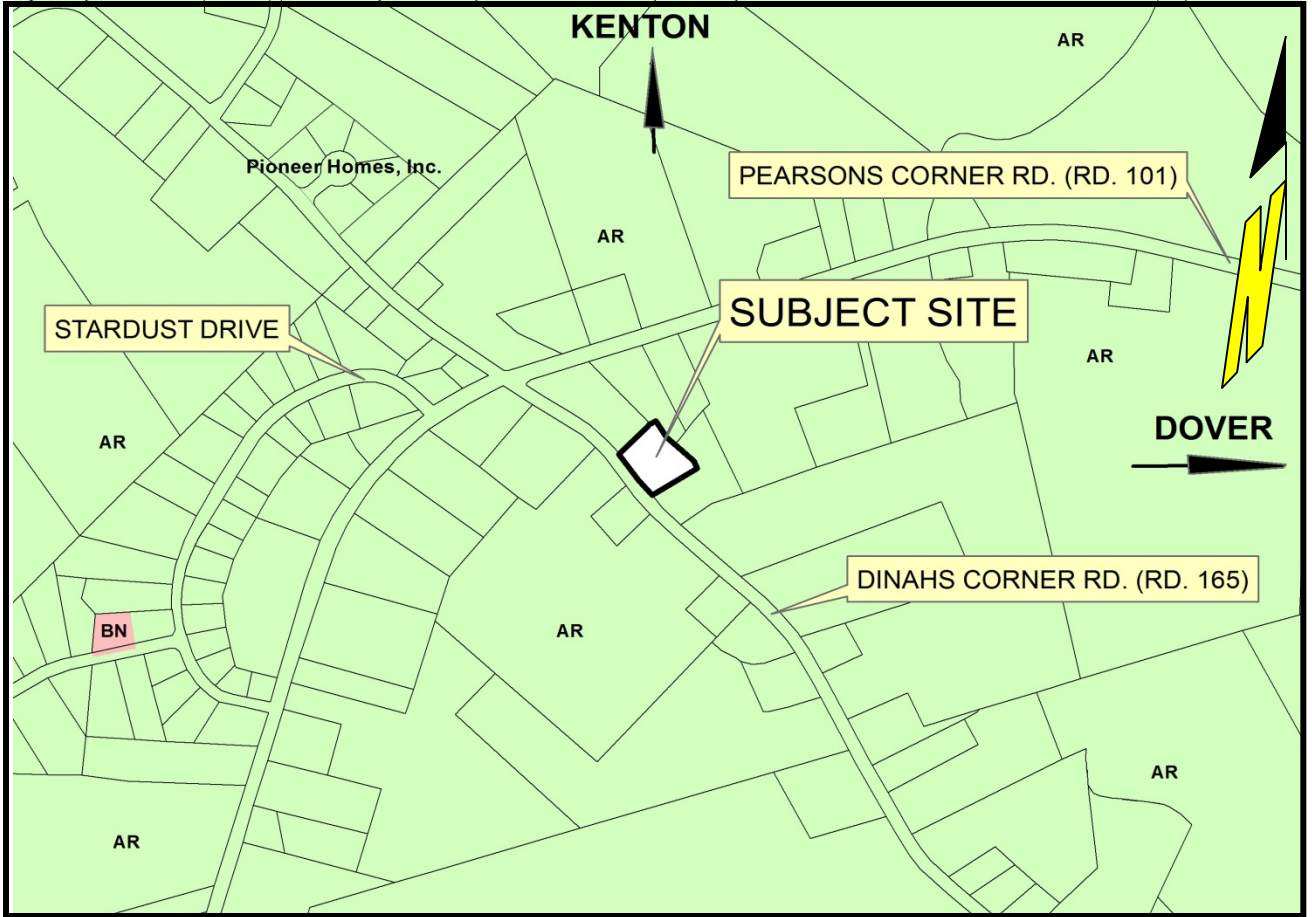 KENTON
AR
Pioneer Homes, Inc.
PEARSONS CORNER RD. (RD. 101)
AR
SUBJECT SITE
STARDUST DRIVE
AR
N
DOVER
AR
DINAHS CORNER RD. (RD. 165)
BN
AR
AR
AR